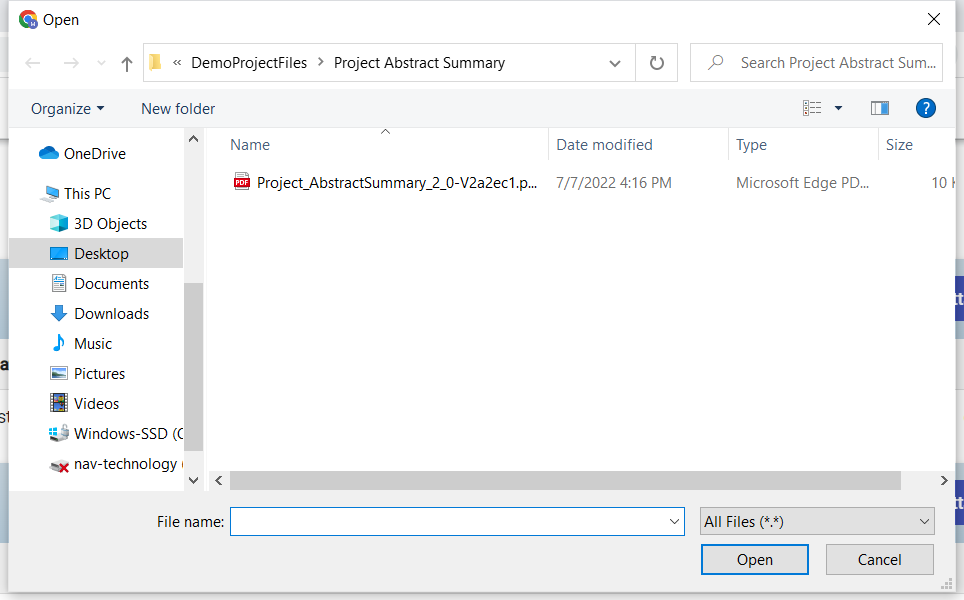 Open
« DemoProjectFiles > Project Abstract Summary
Search Project Abstract Sum...
Organize
New folder
?
Name
Date modified
Type
Size
OneDrive
This PC
3D Objects
Desktop
Documents
Downloads
Music
Pictures
Videos
Windows-SSD (C
nav-technology (
PDF Project_AbstractSummary_2_0-V2a2ec1.p... 7/7/2022 4:16 PM Microsoft Edge PD... 10 K
File name:
All Files (*.*)
Open
Cancel